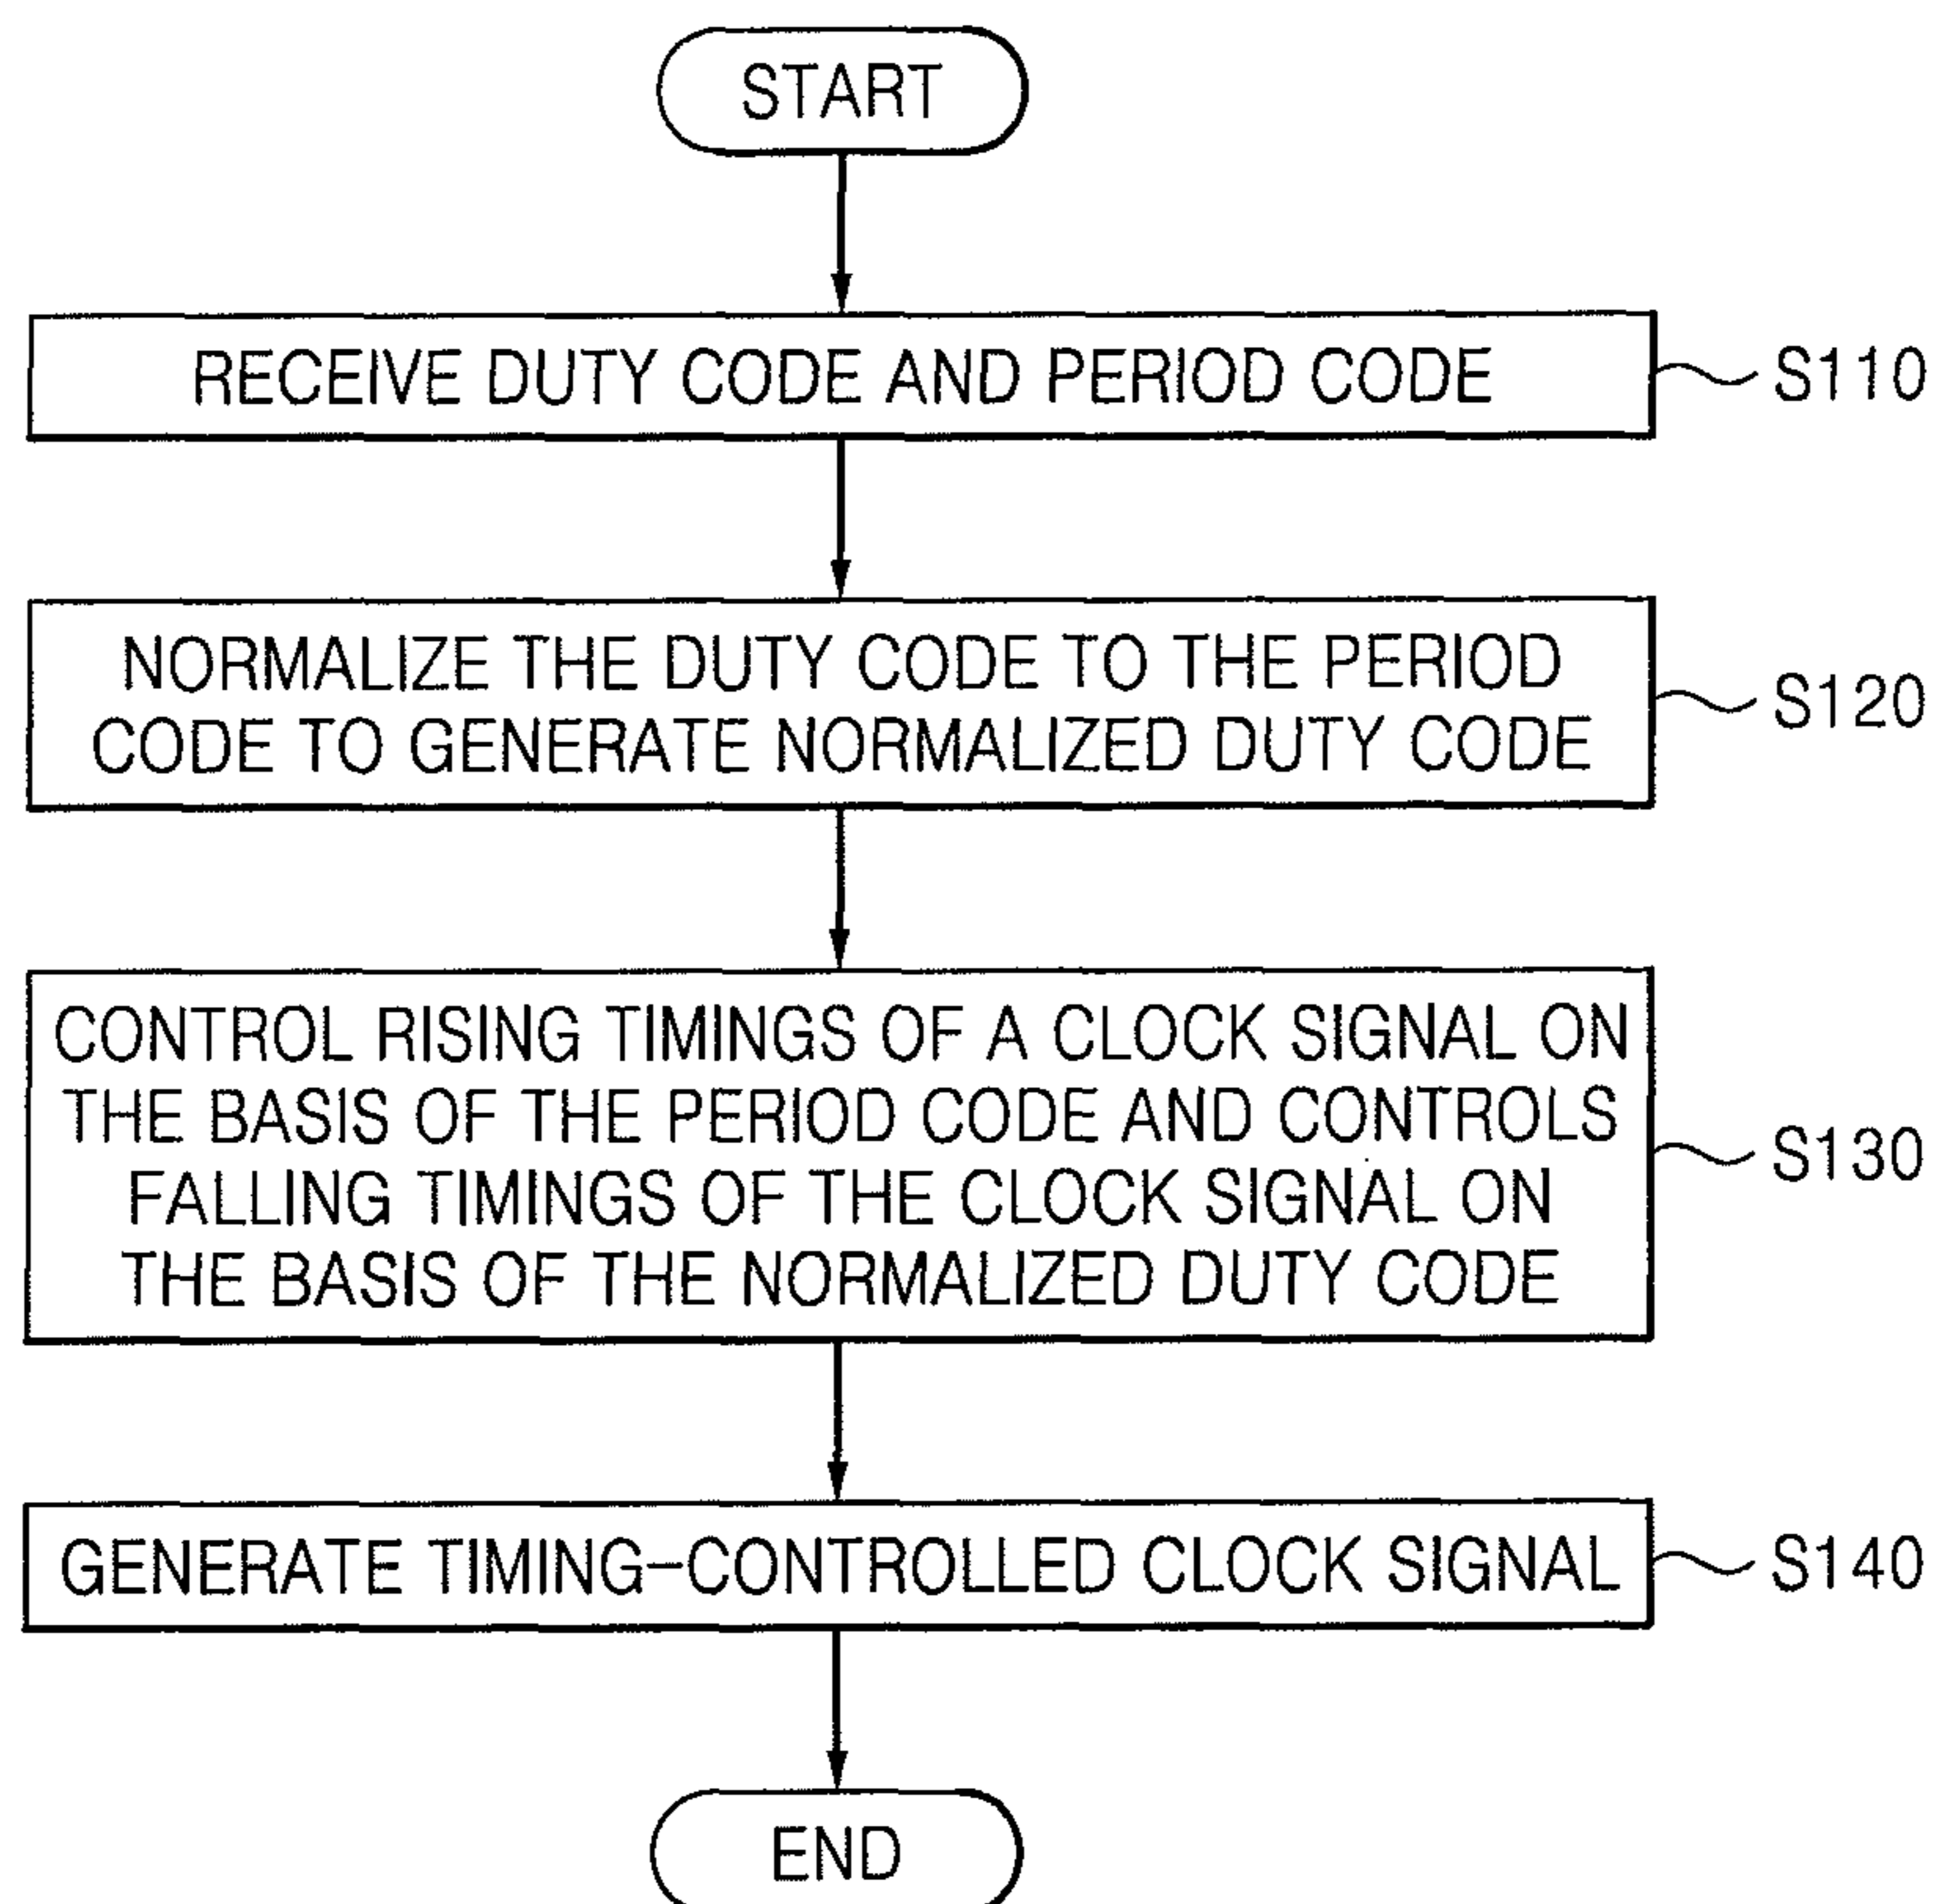 START
RECEIVE DUTY CODE AND PERIOD CODE
S110
NORMALIZE THE DUTY CODE TO THE PERIOD
CODE TO GENERATE NORMALIZED DUTY CODE
S120
CONTROL RISING TIMINGS OF A CLOCK SIGNAL ON
THE BASIS OF THE PERIOD CODE AND CONTROLS
FALLING TIMINGS OF THE CLOCK SIGNAL ON
THE BASIS OF THE NORMALIZED DUTY CODE
S130
GENERATE TIMING-CONTROLLED CLOCK SIGNAL
S140
END